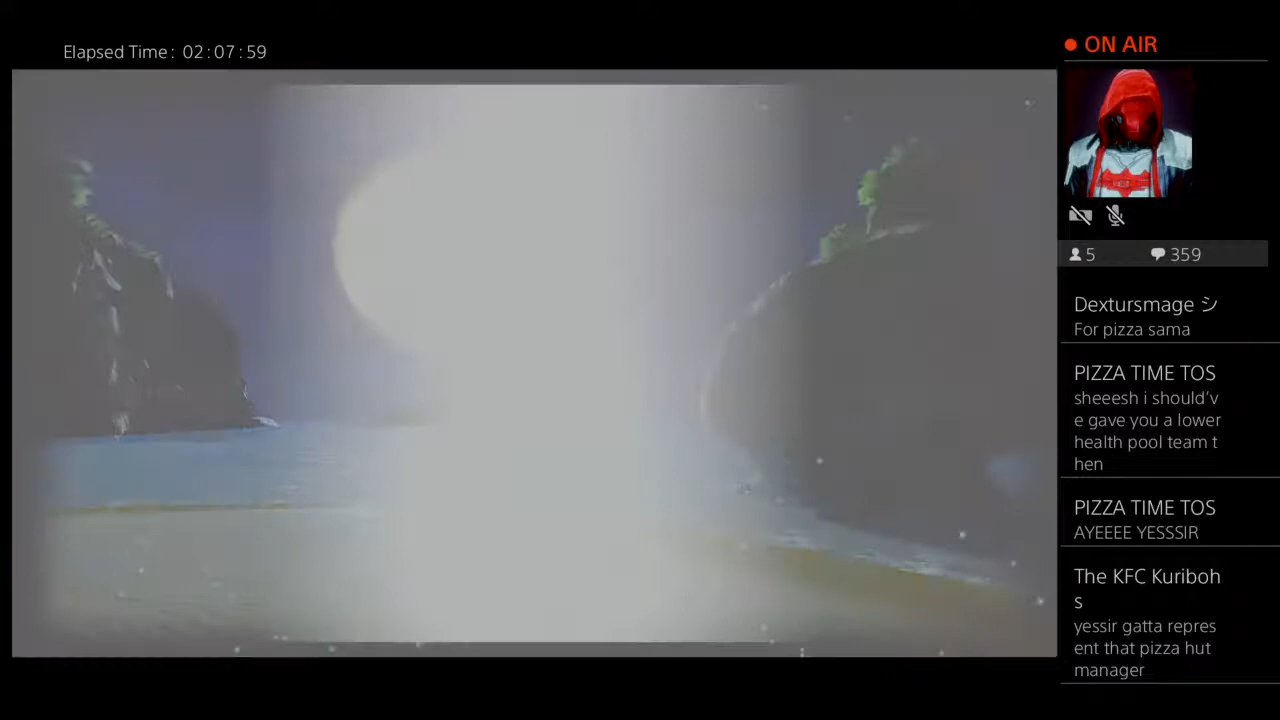 Elapsed Time: 02:07:59
ON AIR
5 359
Dextursmage シ
For pizza sama
PIZZA TIME TOS
sheeesh i should'v
e gave you a lower
health pool team t
hen
PIZZA TIME TOS
AYEEEE YESSSIR
The KFC Kuriboh
s
yessir gatta repres
ent that pizza hut
manager